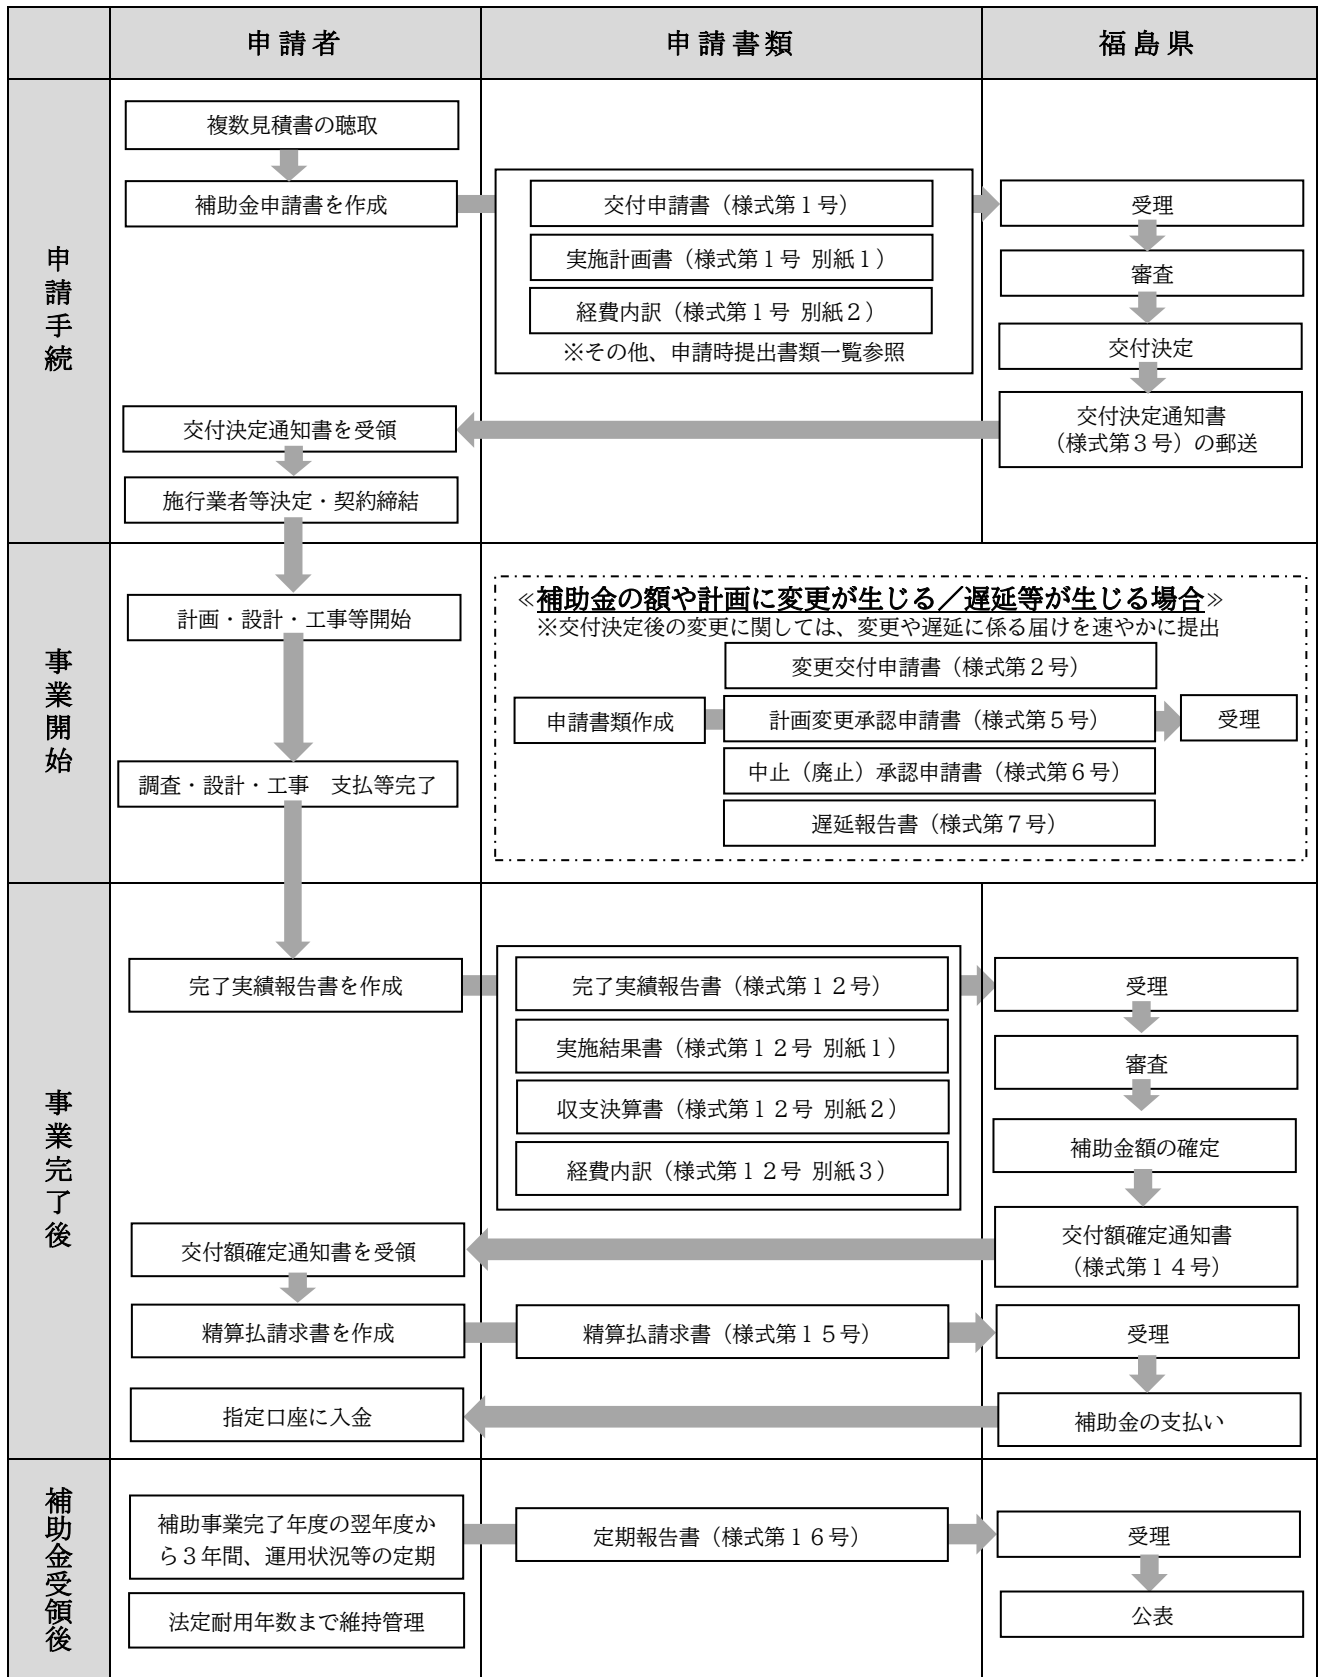 申請者
申請書類
福島県
申請手続
複数見積書の聴取
補助金申請書を作成
交付申請書（様式第１号）
実施計画書（様式第１号 別紙１）
経費内訳（様式第１号 別紙２）
※その他、申請時提出書類一覧参照
受理
審査
交付決定
交付決定通知書
（様式第３号）の郵送
交付決定通知書を受領
施行業者等決定・契約締結
事業開始
計画・設計・工事等開始
調査・設計・工事　支払等完了
≪補助金の額や計画に変更が生じる／遅延等が生じる場合≫
※交付決定後の変更に関しては、変更や遅延に係る届けを速やかに提出
申請書類作成
変更交付申請書（様式第２号）
計画変更承認申請書（様式第５号）
中止（廃止）承認申請書（様式第６号）
遅延報告書（様式第７号）
受理
事業完了後
完了実績報告書を作成
完了実績報告書（様式第１２号）
実施結果書（様式第１２号 別紙１）
収支決算書（様式第１２号 別紙２）
経費内訳（様式第１２号 別紙３）
受理
審査
補助金額の確定
交付額確定通知書
（様式第１４号）
交付額確定通知書を受領
精算払請求書を作成
精算払請求書（様式第１５号）
受理
補助金の支払い
指定口座に入金
補助金受領後
補助事業完了年度の翌年度か
ら３年間、運用状況等の定期
定期報告書（様式第１６号）
受理
公表
法定耐用年数まで維持管理